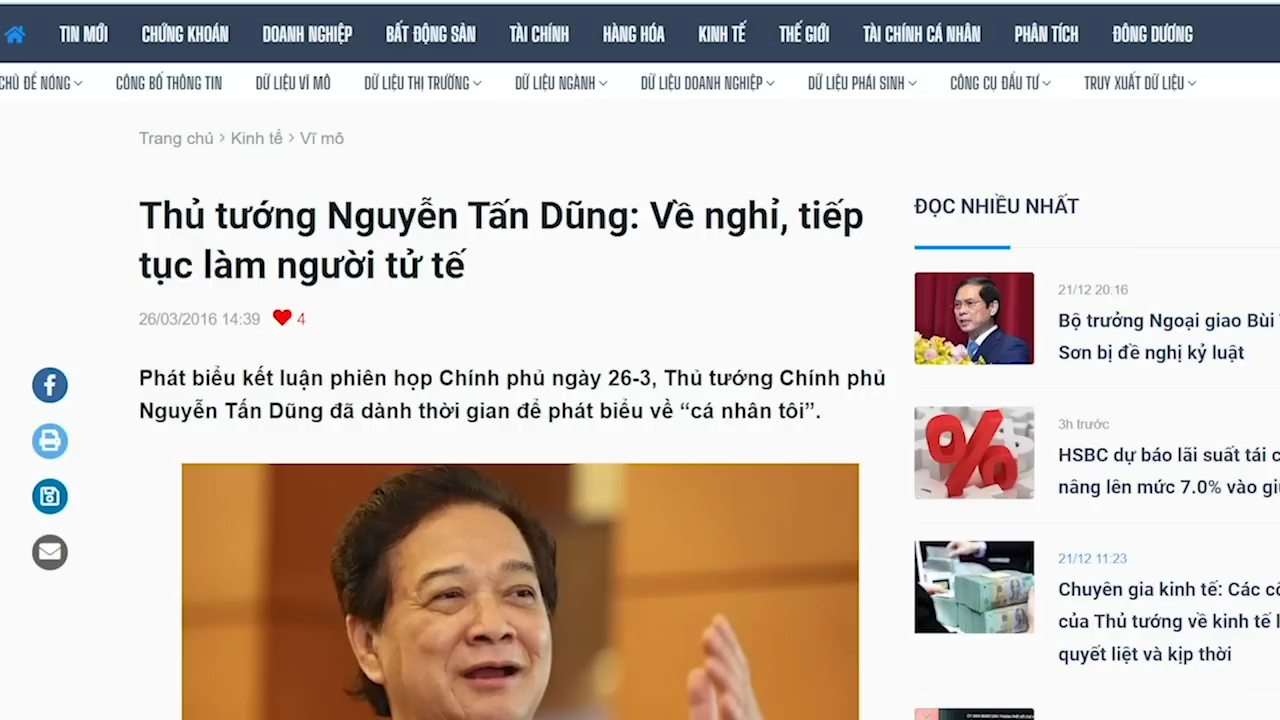 TIN MỚI CHỨNG KHOÁN DOANH NGHIỆP BẤT ĐỘNG SẢN TÀI CHÍNH HÀNG HÓA KINH TẾ THẾ GIỚI TÀI CHÍNH CÁ NHÂN PHÂN TÍCH ĐÔNG DƯƠNG
CHỦ ĐỀ NÓNG CÔNG BỐ THÔNG TIN DỮ LIỆU VĨ MÔ DỮ LIỆU THỊ TRƯỜNG DỮ LIỆU NGÀNH DỮ LIỆU DOANH NGHIỆP DỮ LIỆU PHÁI SINH CÔNG CỤ ĐẦU TƯ TRUY XUẤT DỮ LIỆU
Trang chủ > Kinh tế > Vĩ mô
Thủ tướng Nguyễn Tấn Dũng: Về nghỉ, tiếp
tục làm người tử tế
26/03/2016 14:39 4
Phát biểu kết luận phiên họp Chính phủ ngày 26-3, Thủ tướng Chính phủ
Nguyễn Tấn Dũng đã dành thời gian để phát biểu về “cá nhân tôi”.
ĐỌC NHIỀU NHẤT
21/12 20:16
Bộ trưởng Ngoại giao Bùi
Sơn bị đề nghị kỷ luật
3h trước
HSBC dự báo lãi suất tái
nâng lên mức 7.0% vào
21/12 11:23
Chuyên gia kinh tế: Các
của Thủ tướng về kinh tế
quyết liệt và kịp thời